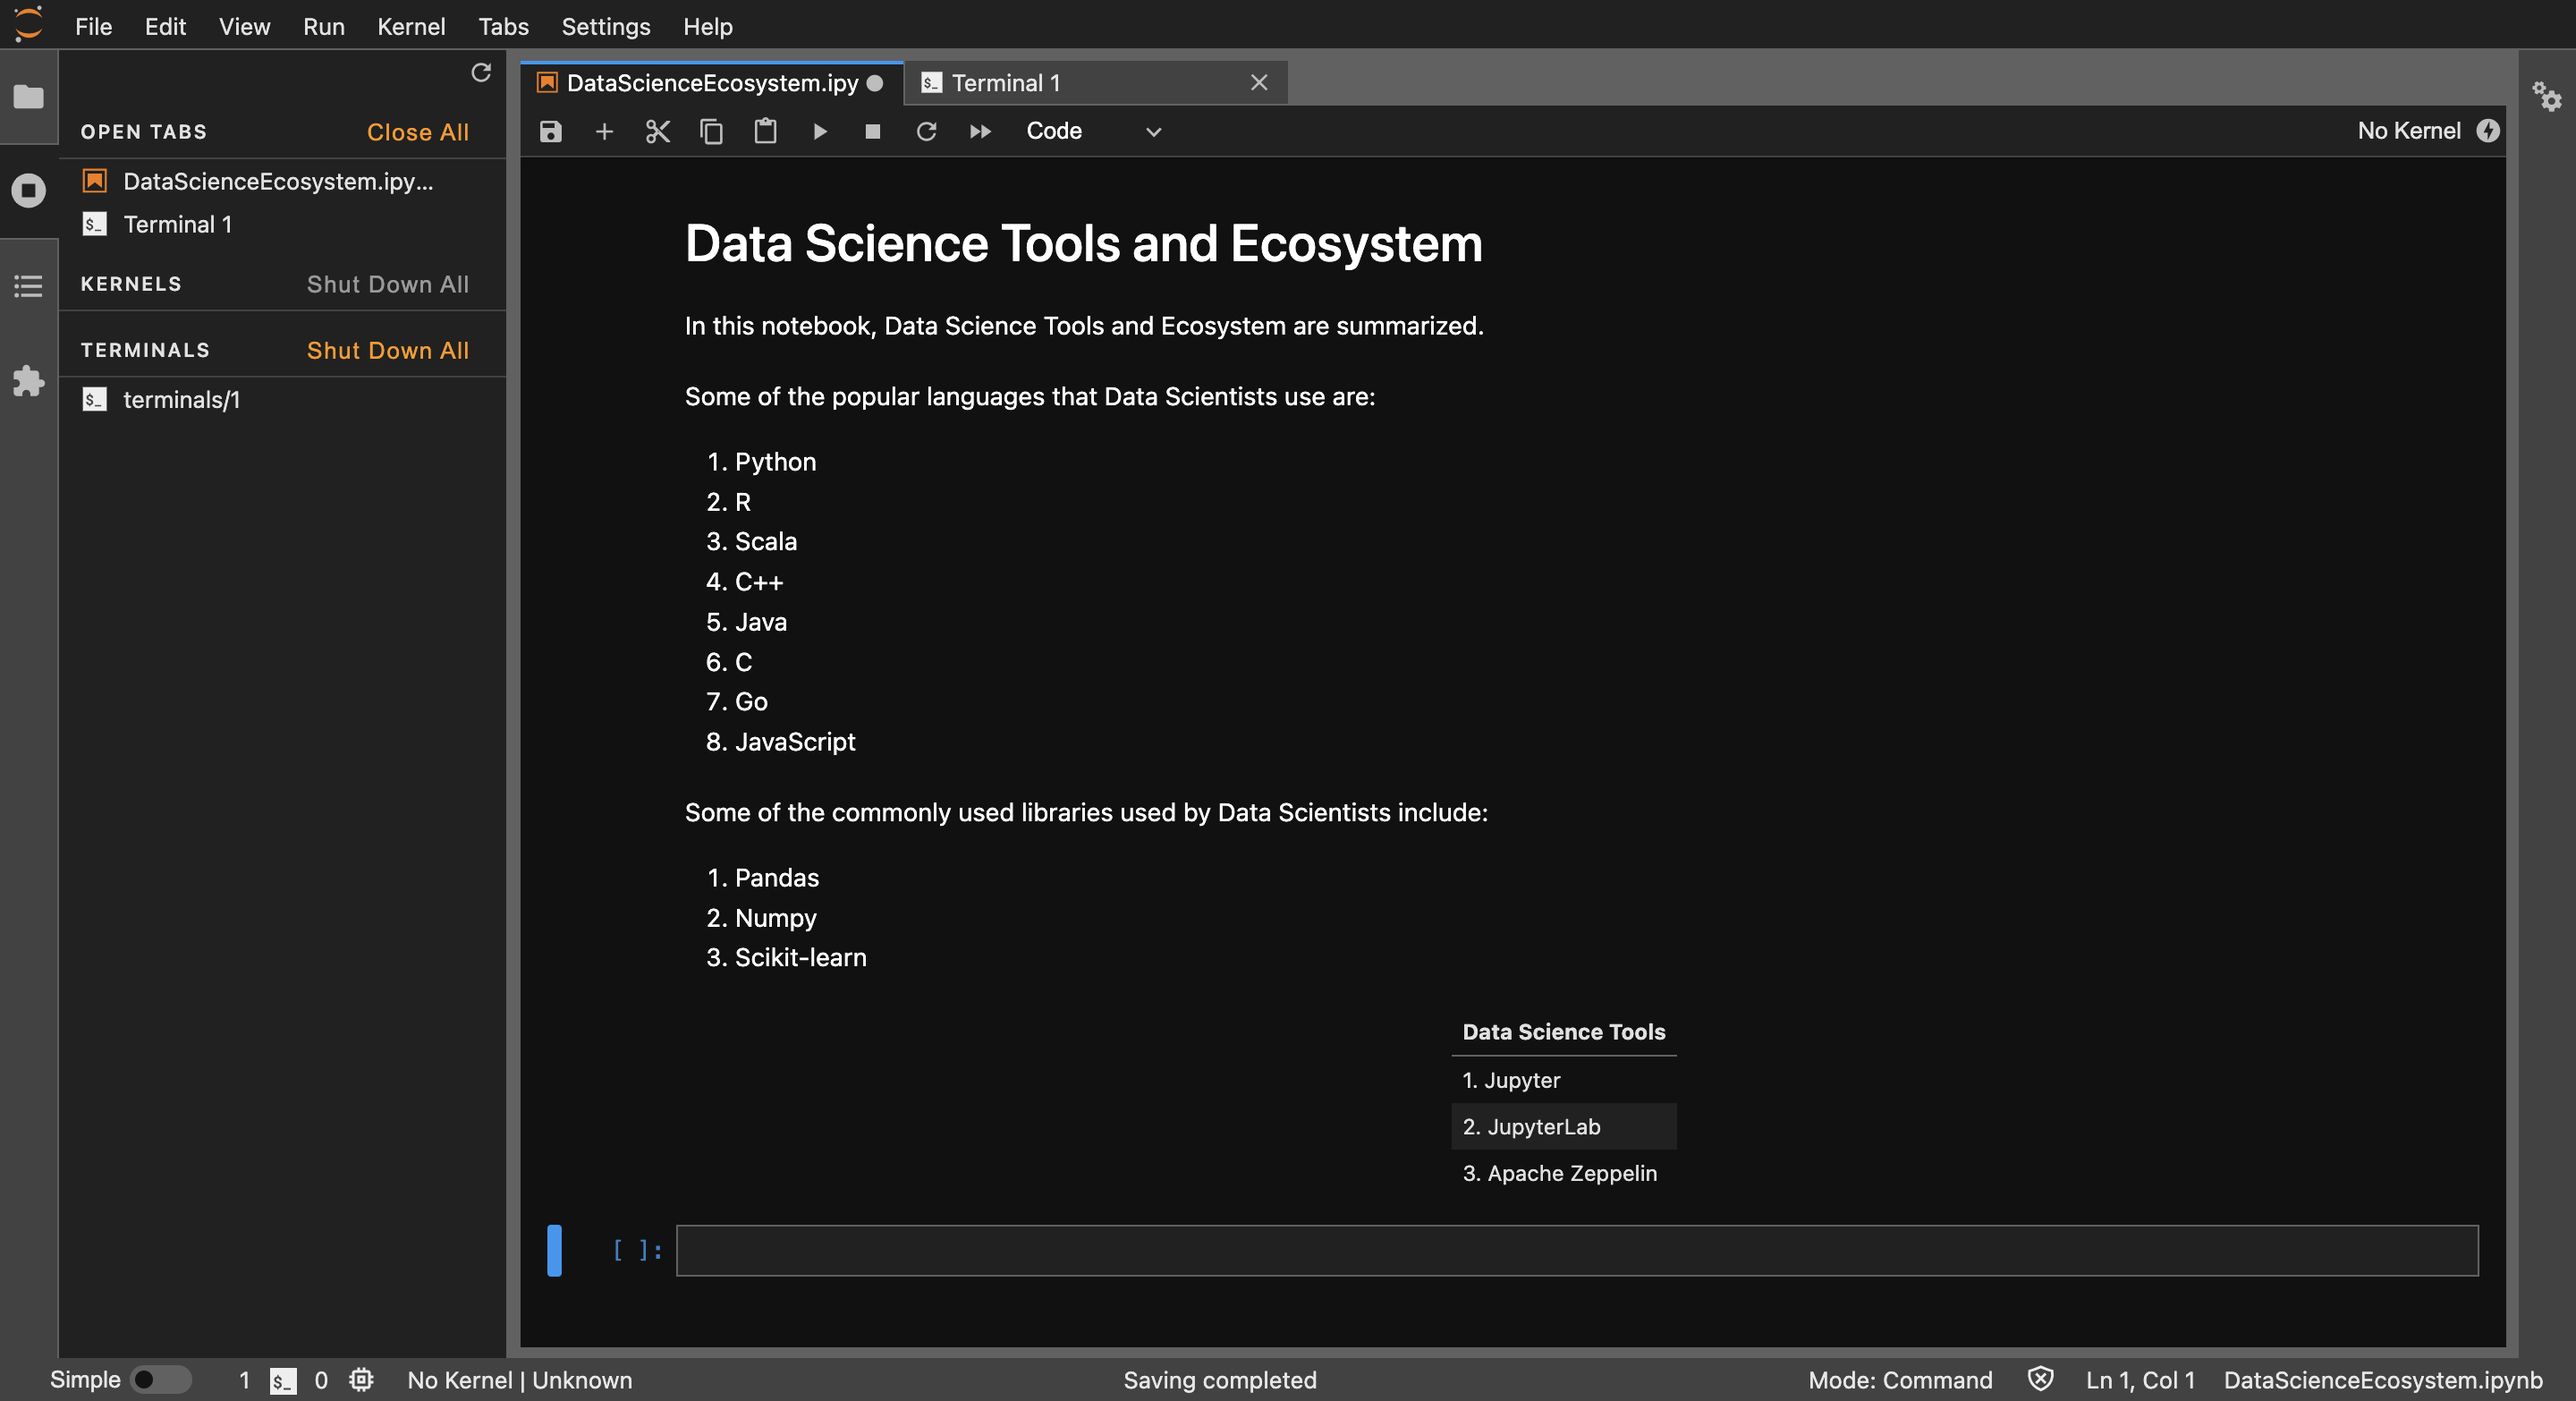 File Edit View Run Kernel Tabs Settings Help
OPEN TABS Close All
DataScienceEcosystem.ipy...
Terminal 1
KERNELS Shut Down All
TERMINALS Shut Down All
terminals/1
DataScienceEcosystem.ipy Terminal 1
Code No Kernel
Data Science Tools and Ecosystem
In this notebook, Data Science Tools and Ecosystem are summarized.
Some of the popular languages that Data Scientists use are:
1. Python
2. R
3. Scala
4. C++
5. Java
6. C
7. Go
8. JavaScript
Some of the commonly used libraries used by Data Scientists include:
1. Pandas
2. Numpy
3. Scikit-learn
Data Science Tools
1. Jupyter
2. JupyterLab
3. Apache Zeppelin
[ ]:
Simple 1 $_ 0 No Kernel | Unknown Saving completed Mode: Command Ln 1, Col 1 DataScienceEcosystem.ipynb